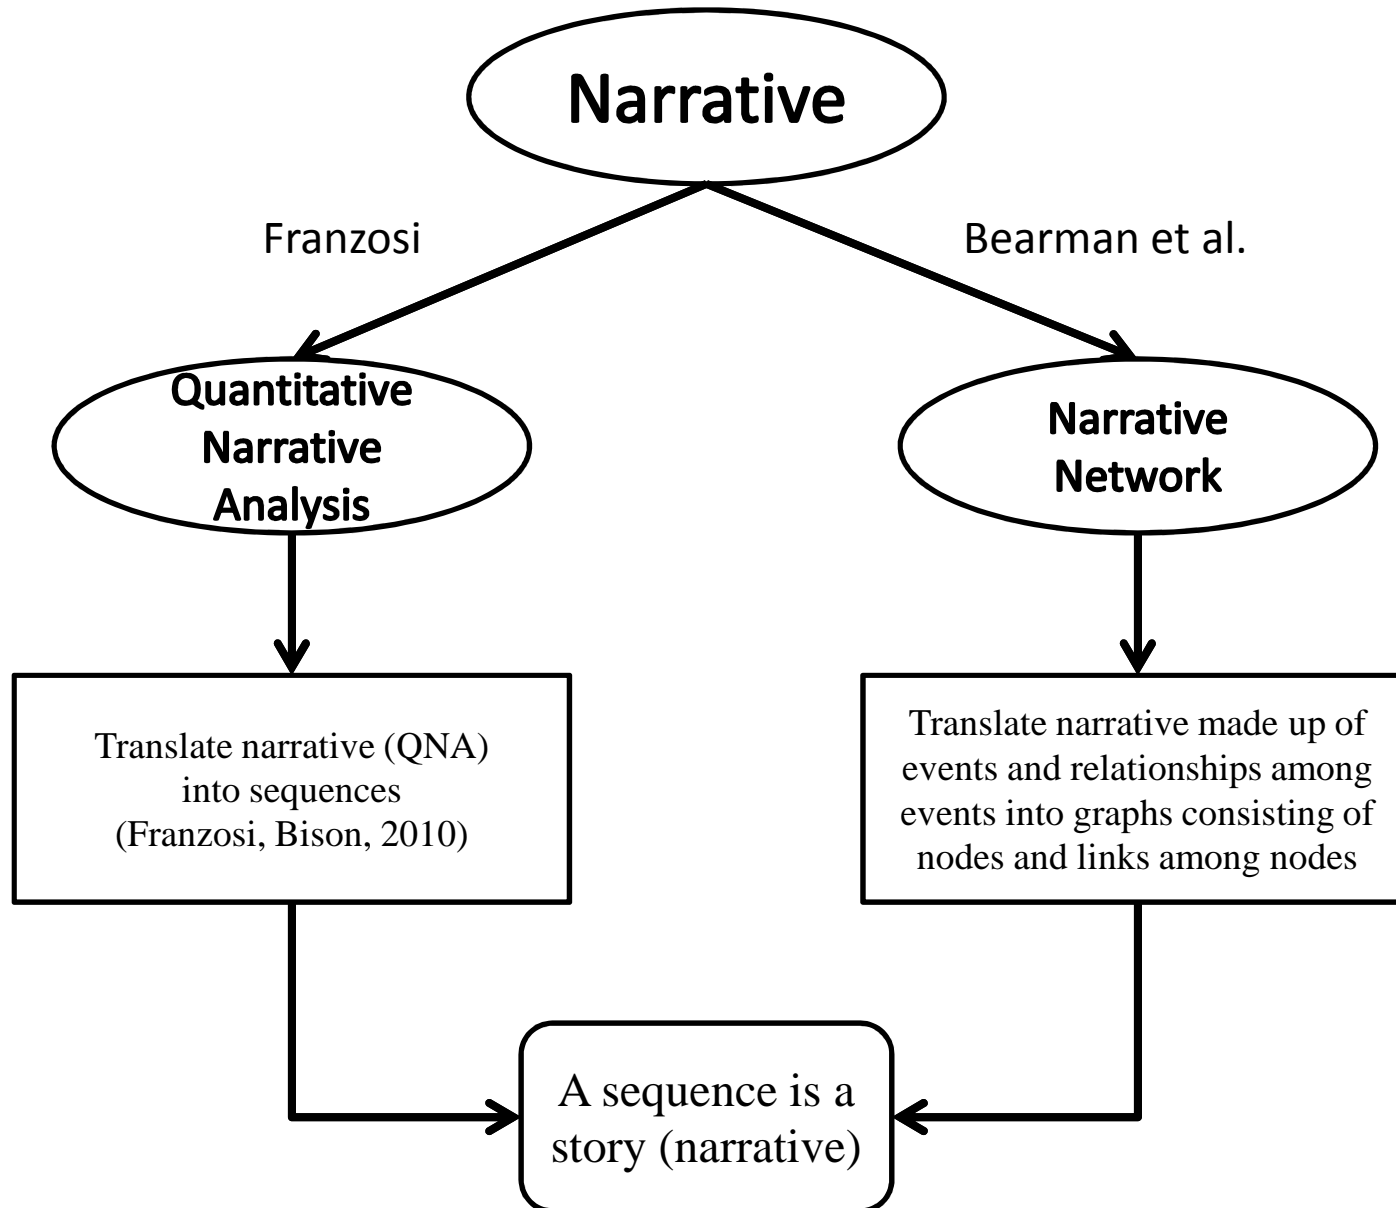 Narrative
Franzosi
Bearman et al.
Quantitative
Narrative
Analysis
Narrative
Network
Translate narrative (QNA)
into sequences
(Franzosi, Bison, 2010)
Translate narrative made up of
events and relationships among
events into graphs consisting of
nodes and links among nodes
A sequence is a
story (narrative)